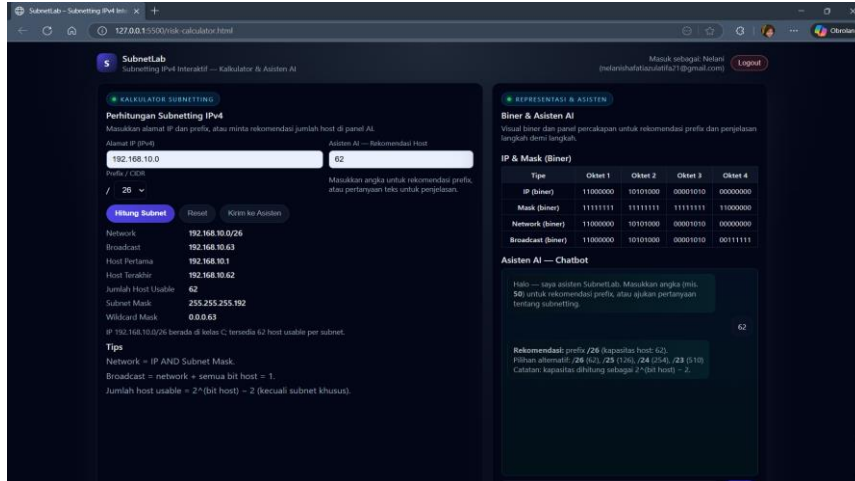 SubnetLab – Subnetting IPv4 Inte
127.0.0.1:5500/risk-calculator.html
Obrolan
S
SubnetLab
Subnetting IPv4 Interaktif — Kalkulator & Asisten AI
Masuk sebagai: Nelani
(nelanishafatiazulatifa21@gmail.com)
Logout
KALKULATOR SUBNETTING
Perhitungan Subnetting IPv4
Masukkan alamat IP dan prefix, atau minta rekomendasi jumlah host di panel AI.
Alamat IP (IPv4)
192.168.10.0
Prefix / CIDR
/ 26
Asisten AI — Rekomendasi Host
62
Masukkan angka untuk rekomendasi prefix,
atau pertanyaan teks untuk penjelasan.
Hitung Subnet Reset Kirim ke Asisten
Network 192.168.10.0/26
Broadcast 192.168.10.63
Host Pertama 192.168.10.1
Host Terakhir 192.168.10.62
Jumlah Host Usable 62
Subnet Mask 255.255.255.192
Wildcard Mask 0.0.0.63
IP 192.168.10.0/26 berada di kelas C; tersedia 62 host usable per subnet.
Tips
Network = IP AND Subnet Mask.
Broadcast = network + semua bit host = 1.
Jumlah host usable = 2^(bit host) − 2 (kecuali subnet khusus).
REPRESENTASI & ASISTEN
Biner & Asisten AI
Visual biner dan panel percakapan untuk rekomendasi prefix dan penjelasan
langkah demi langkah.
IP & Mask (Biner)
Tipe Oktet 1 Oktet 2 Oktet 3 Oktet 4
IP (biner) 11000000 10101000 00001010 00000000
Mask (biner) 11111111 11111111 11111111 11000000
Network (biner) 11000000 10101000 00001010 00000000
Broadcast (biner) 11000000 10101000 00001010 00111111
Asisten AI — Chatbot
Halo — saya asisten SubnetLab. Masukkan angka (mis.
50) untuk rekomendasi prefix, atau ajukan pertanyaan
tentang subnetting.
62
Rekomendasi: prefix /26 (kapasitas host: 62).
Pilihan alternatif: /26 (62), /25 (126), /24 (254), /23 (510)
Catatan: kapasitas dihitung sebagai 2^(bit host) − 2.